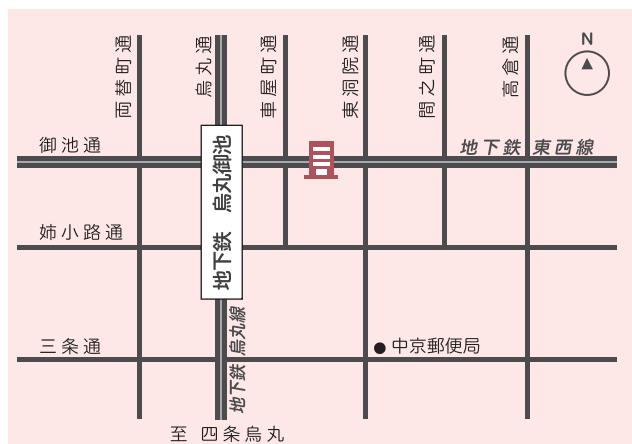 両替町通
烏丸通
車屋町通
東洞院通
間之町通
高倉通
N
御池通
地下鉄 東西線
地下鉄 烏丸御池
姉小路通
地下鉄 烏丸線
三条通
中京郵便局
至 四条烏丸